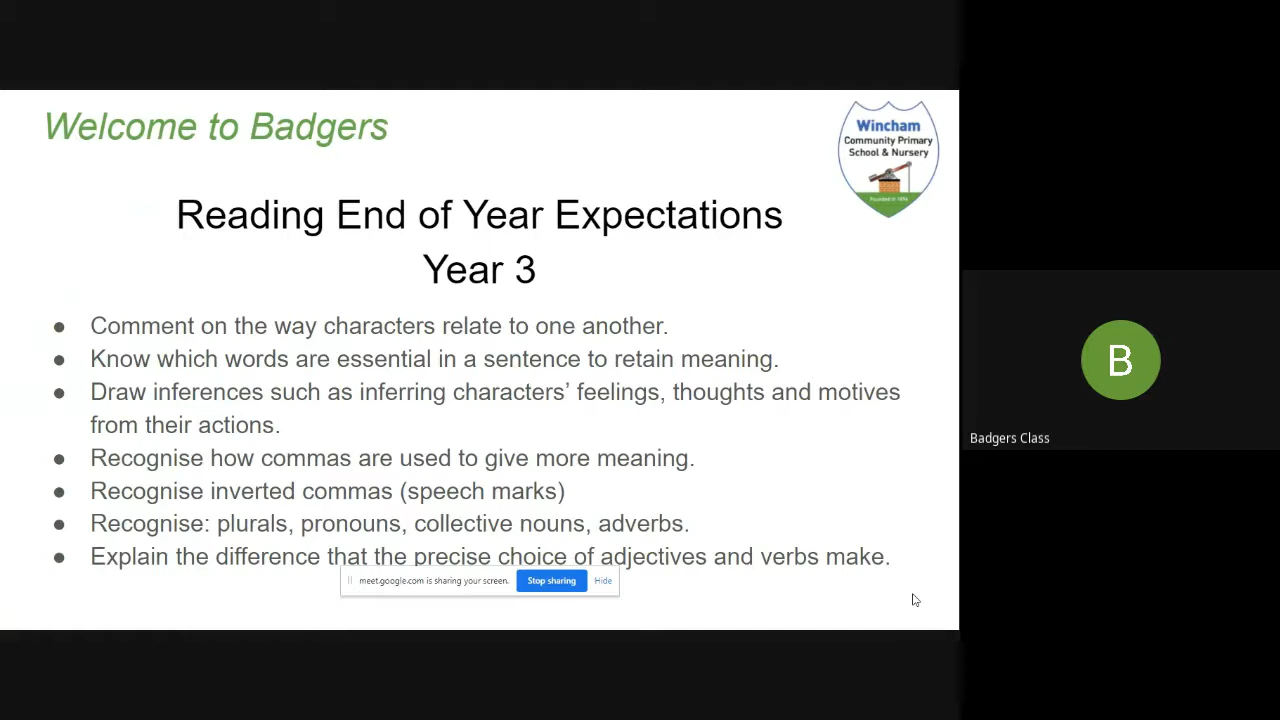 Welcome to Badgers
Wincham
Community Primary
School & Nursery
Founded in 1894
Reading End of Year Expectations
Year 3
● Comment on the way characters relate to one another.
● Know which words are essential in a sentence to retain meaning.
● Draw inferences such as inferring characters’ feelings, thoughts and motives
from their actions.
● Recognise how commas are used to give more meaning.
● Recognise inverted commas (speech marks)
● Recognise: plurals, pronouns, collective nouns, adverbs.
● Explain the difference that the precise choice of adjectives and verbs make.
meet.google.com is sharing your screen. Stop sharing Hide
B
Badgers Class